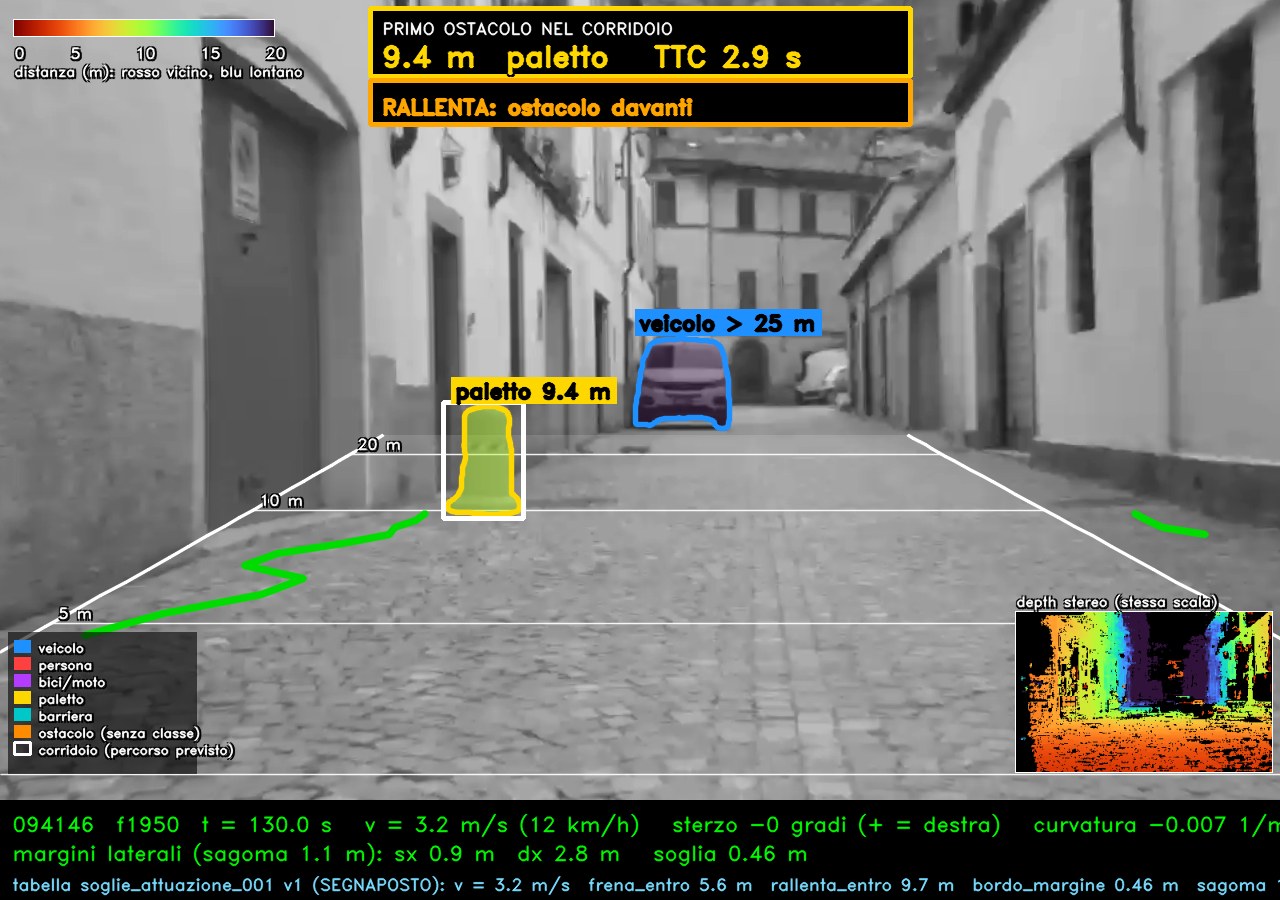 0 5 10 15 20
distanza (m): rosso vicino, blu lontano
PRIMO OSTACOLO NEL CORRIDOIO
9.4 m paletto TTC 2.9 s
RALLENTA: ostacolo davanti
veicolo > 25 m
paletto 9.4 m
20 m
10 m
5 m
depth stereo (stessa scala)
veicolo
persona
bici/moto
paletto
barriera
ostacolo (senza classe)
corridoio (percorso previsto)
094146 f1950 t = 130.0 s v = 3.2 m/s (12 km/h) sterzo -0 gradi (+ = destra) curvatura -0.007 1/m
margini laterali (sagoma 1.1 m): sx 0.9 m dx 2.8 m soglia 0.46 m
tabella soglie_attuazione_001 v1 (SEGNAPOSTO): v = 3.2 m/s frena_entro 5.6 m rallenta_entro 9.7 m bordo_margine 0.46 m sagoma